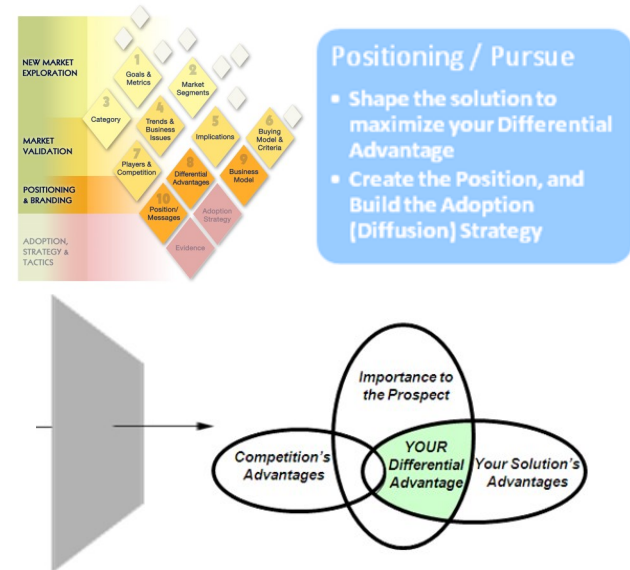 NEW MARKET
EXPLORATION
1
Goals &
Metrics
2
Market
Segments
3
Category
4
Trends &
Business
Issues
5
Implications
6
Buying
Model &
Criteria
MARKET
VALIDATION
7
Players &
Competition
8
Differential
Advantages
9
Business
Model
POSITIONING
& BRANDING
10
Position/
Messages
Adoption
Strategy
Evidence
ADOPTION,
STRATEGY &
TACTICS
Positioning / Pursue
• Shape the solution to
maximize your Differential
Advantage
• Create the Position, and
Build the Adoption
(Diffusion) Strategy
Importance to
the Prospect
Competition's
Advantages
YOUR
Differential
Advantage
Your Solution's
Advantages